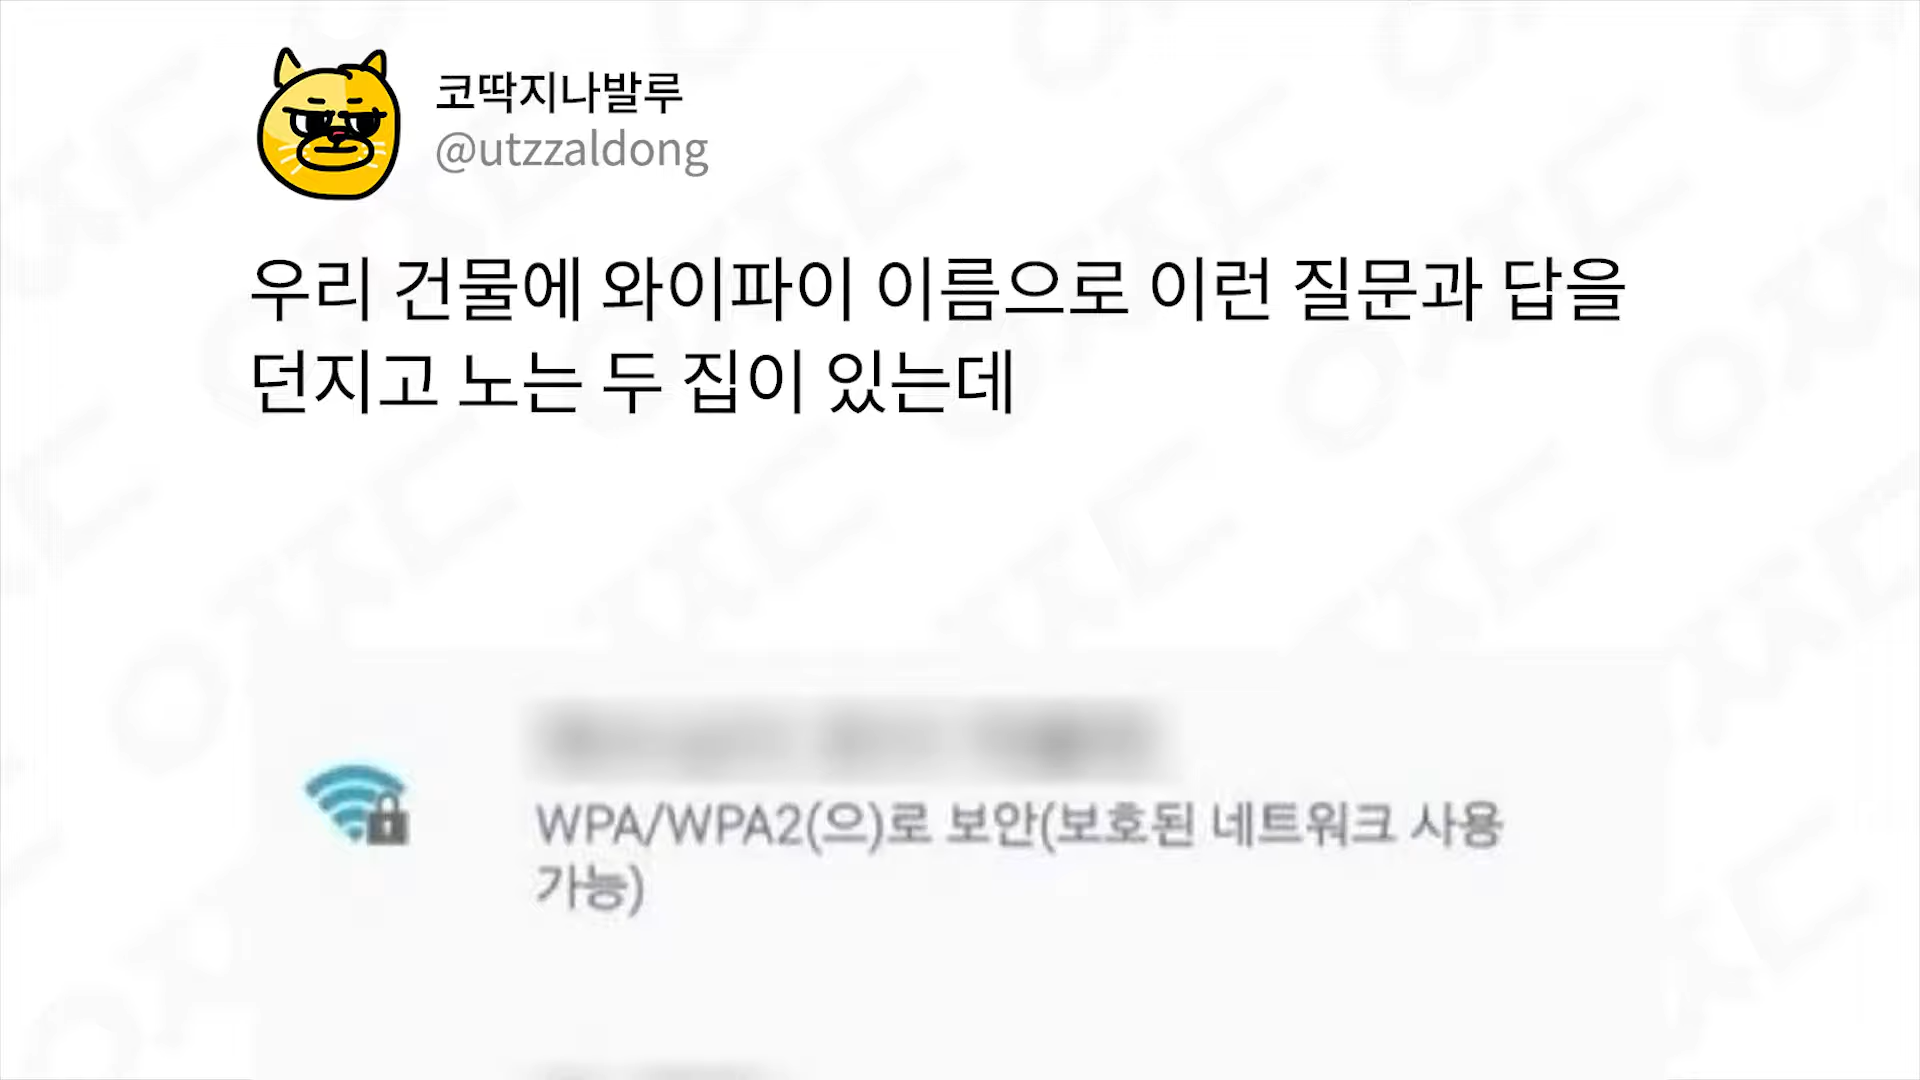 코딱지나발루
@utzzaldong
우리 건물에 와이파이 이름으로 이런 질문과 답을
던지고 노는 두 집이 있는데
WPA/WPA2(으)로 보안(보호된 네트워크 사용
가능)